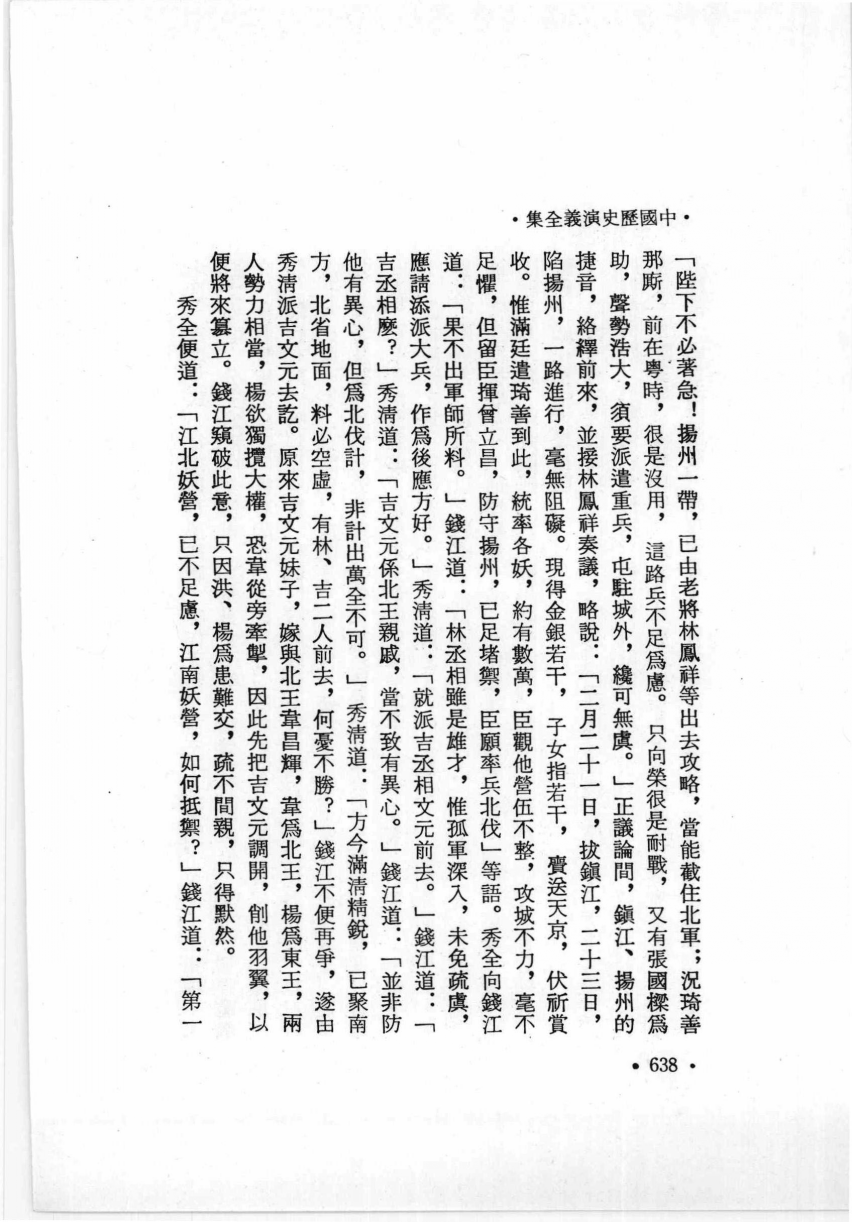 •中國歷史演義全集•
「陛下不必著急！揚州一帶，已由老將林鳳祥等出去攻略，當能截住北軍；況琦善
那廝，前在粵時，很是沒用，這路兵不足爲慮。只向榮很是耐戰，又有張國樑爲
助，聲勢浩大，須要派遣重兵，屯駐城外，纔可無虞。」正議論間，鎭江、揚州的
捷音，絡繹前來，並接林鳳祥奏議，略說：「二月二十一日，拔鎭江，二十三日，
陷揚州，一路進行，毫無阻礙。現得金銀若干，子女指若干，賫送天京，伏祈賞
收。惟滿廷遣琦善到此，統率各妖，約有數萬，臣觀他營伍不整，攻城不力，毫不
足懼，但留臣揮曾立昌，防守揚州，已足堵禦，臣願率兵北伐」等語。秀全向錢江
道：「果不出軍師所料。」錢江道：「林丞相雖是雄才，惟孤軍深入，未免疏虞，
應請添派大兵，作爲後應方好。」秀淸道：「就派吉丞相文元前去。」錢江道：「
吉丞相麽？」秀淸道：「吉文元係北王親戚，當不致有異心。」錢江道：「並非防
他有異心，但爲北伐計，非計出萬全不可。」秀淸道：「方今滿淸精銳，已聚南
方，北省地面，料必空虛，有林、吉二人前去，何憂不勝？」錢江不便再爭，遂由
秀淸派吉文元去訖。原來吉文元妹子，嫁與北王韋昌輝，韋爲北王，楊爲東王，兩
人勢力相當，楊欲獨攬大權，恐韋從旁牽掣，因此先把吉文元調開，削他羽翼，以
便將來篡立。錢江窺破此意，只因洪、楊爲患難交，疏不間親，只得默然。
秀全便道：「江北妖營，已不足慮，江南妖營，如何抵禦？」錢江道：「第一
•638•